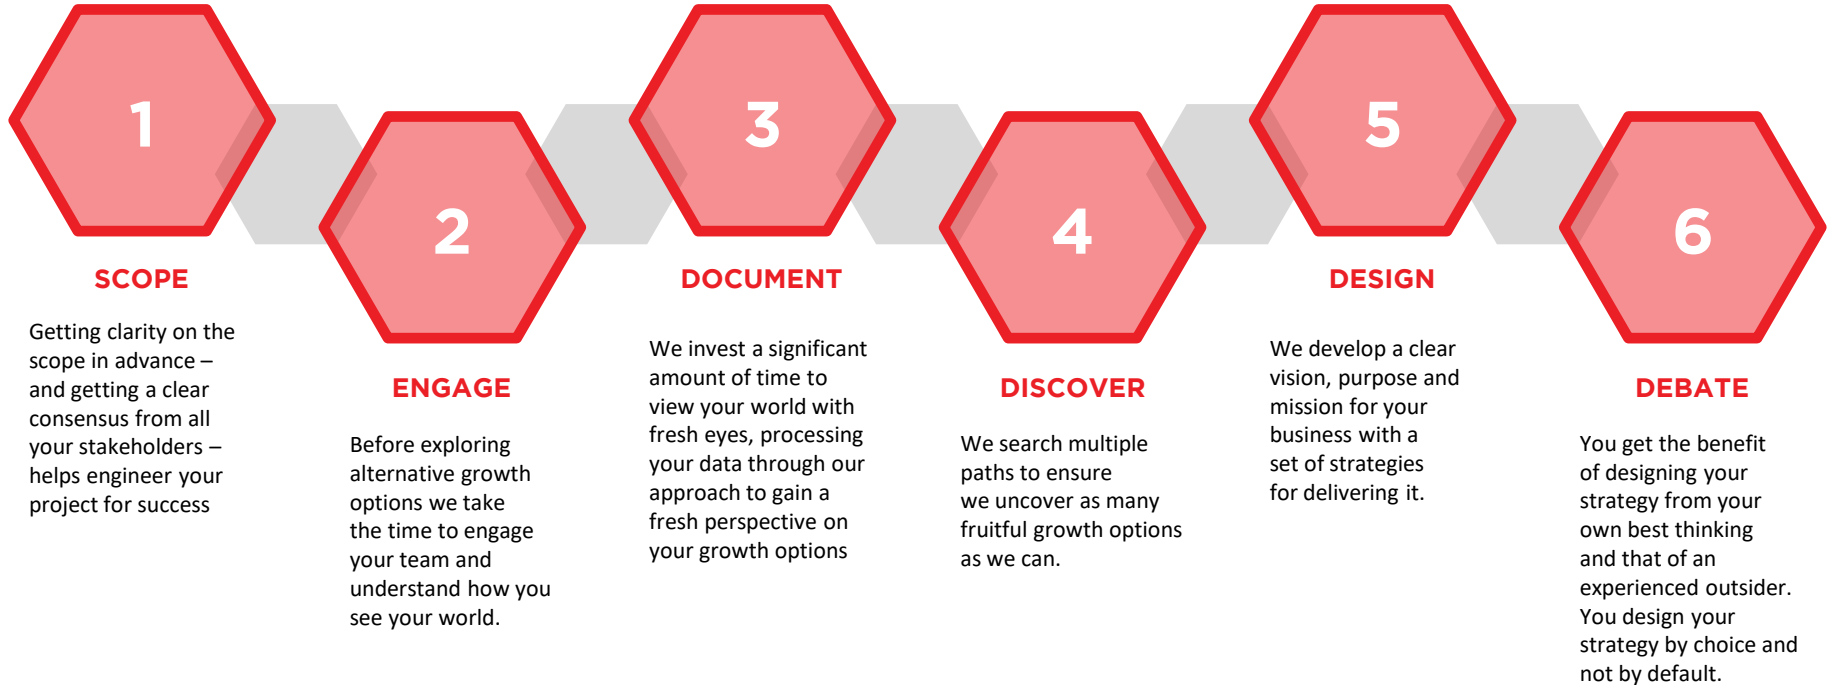 1
SCOPE
Getting clarity on the
scope in advance –
and getting a clear
consensus from all
your stakeholders –
helps engineer your
project for success
2
ENGAGE
Before exploring
alternative growth
options we take
the time to engage
your team and
understand how you
see your world.
3
DOCUMENT
We invest a significant
amount of time to
view your world with
fresh eyes, processing
your data through our
approach to gain a
fresh perspective on
your growth options
4
DISCOVER
We search multiple
paths to ensure
we uncover as many
fruitful growth options
as we can.
5
DESIGN
We develop a clear
vision, purpose and
mission for your
business with a
set of strategies
for delivering it.
6
DEBATE
You get the benefit
of designing your
strategy from your
own best thinking
and that of an
experienced outsider.
You design your
strategy by choice and
not by default.